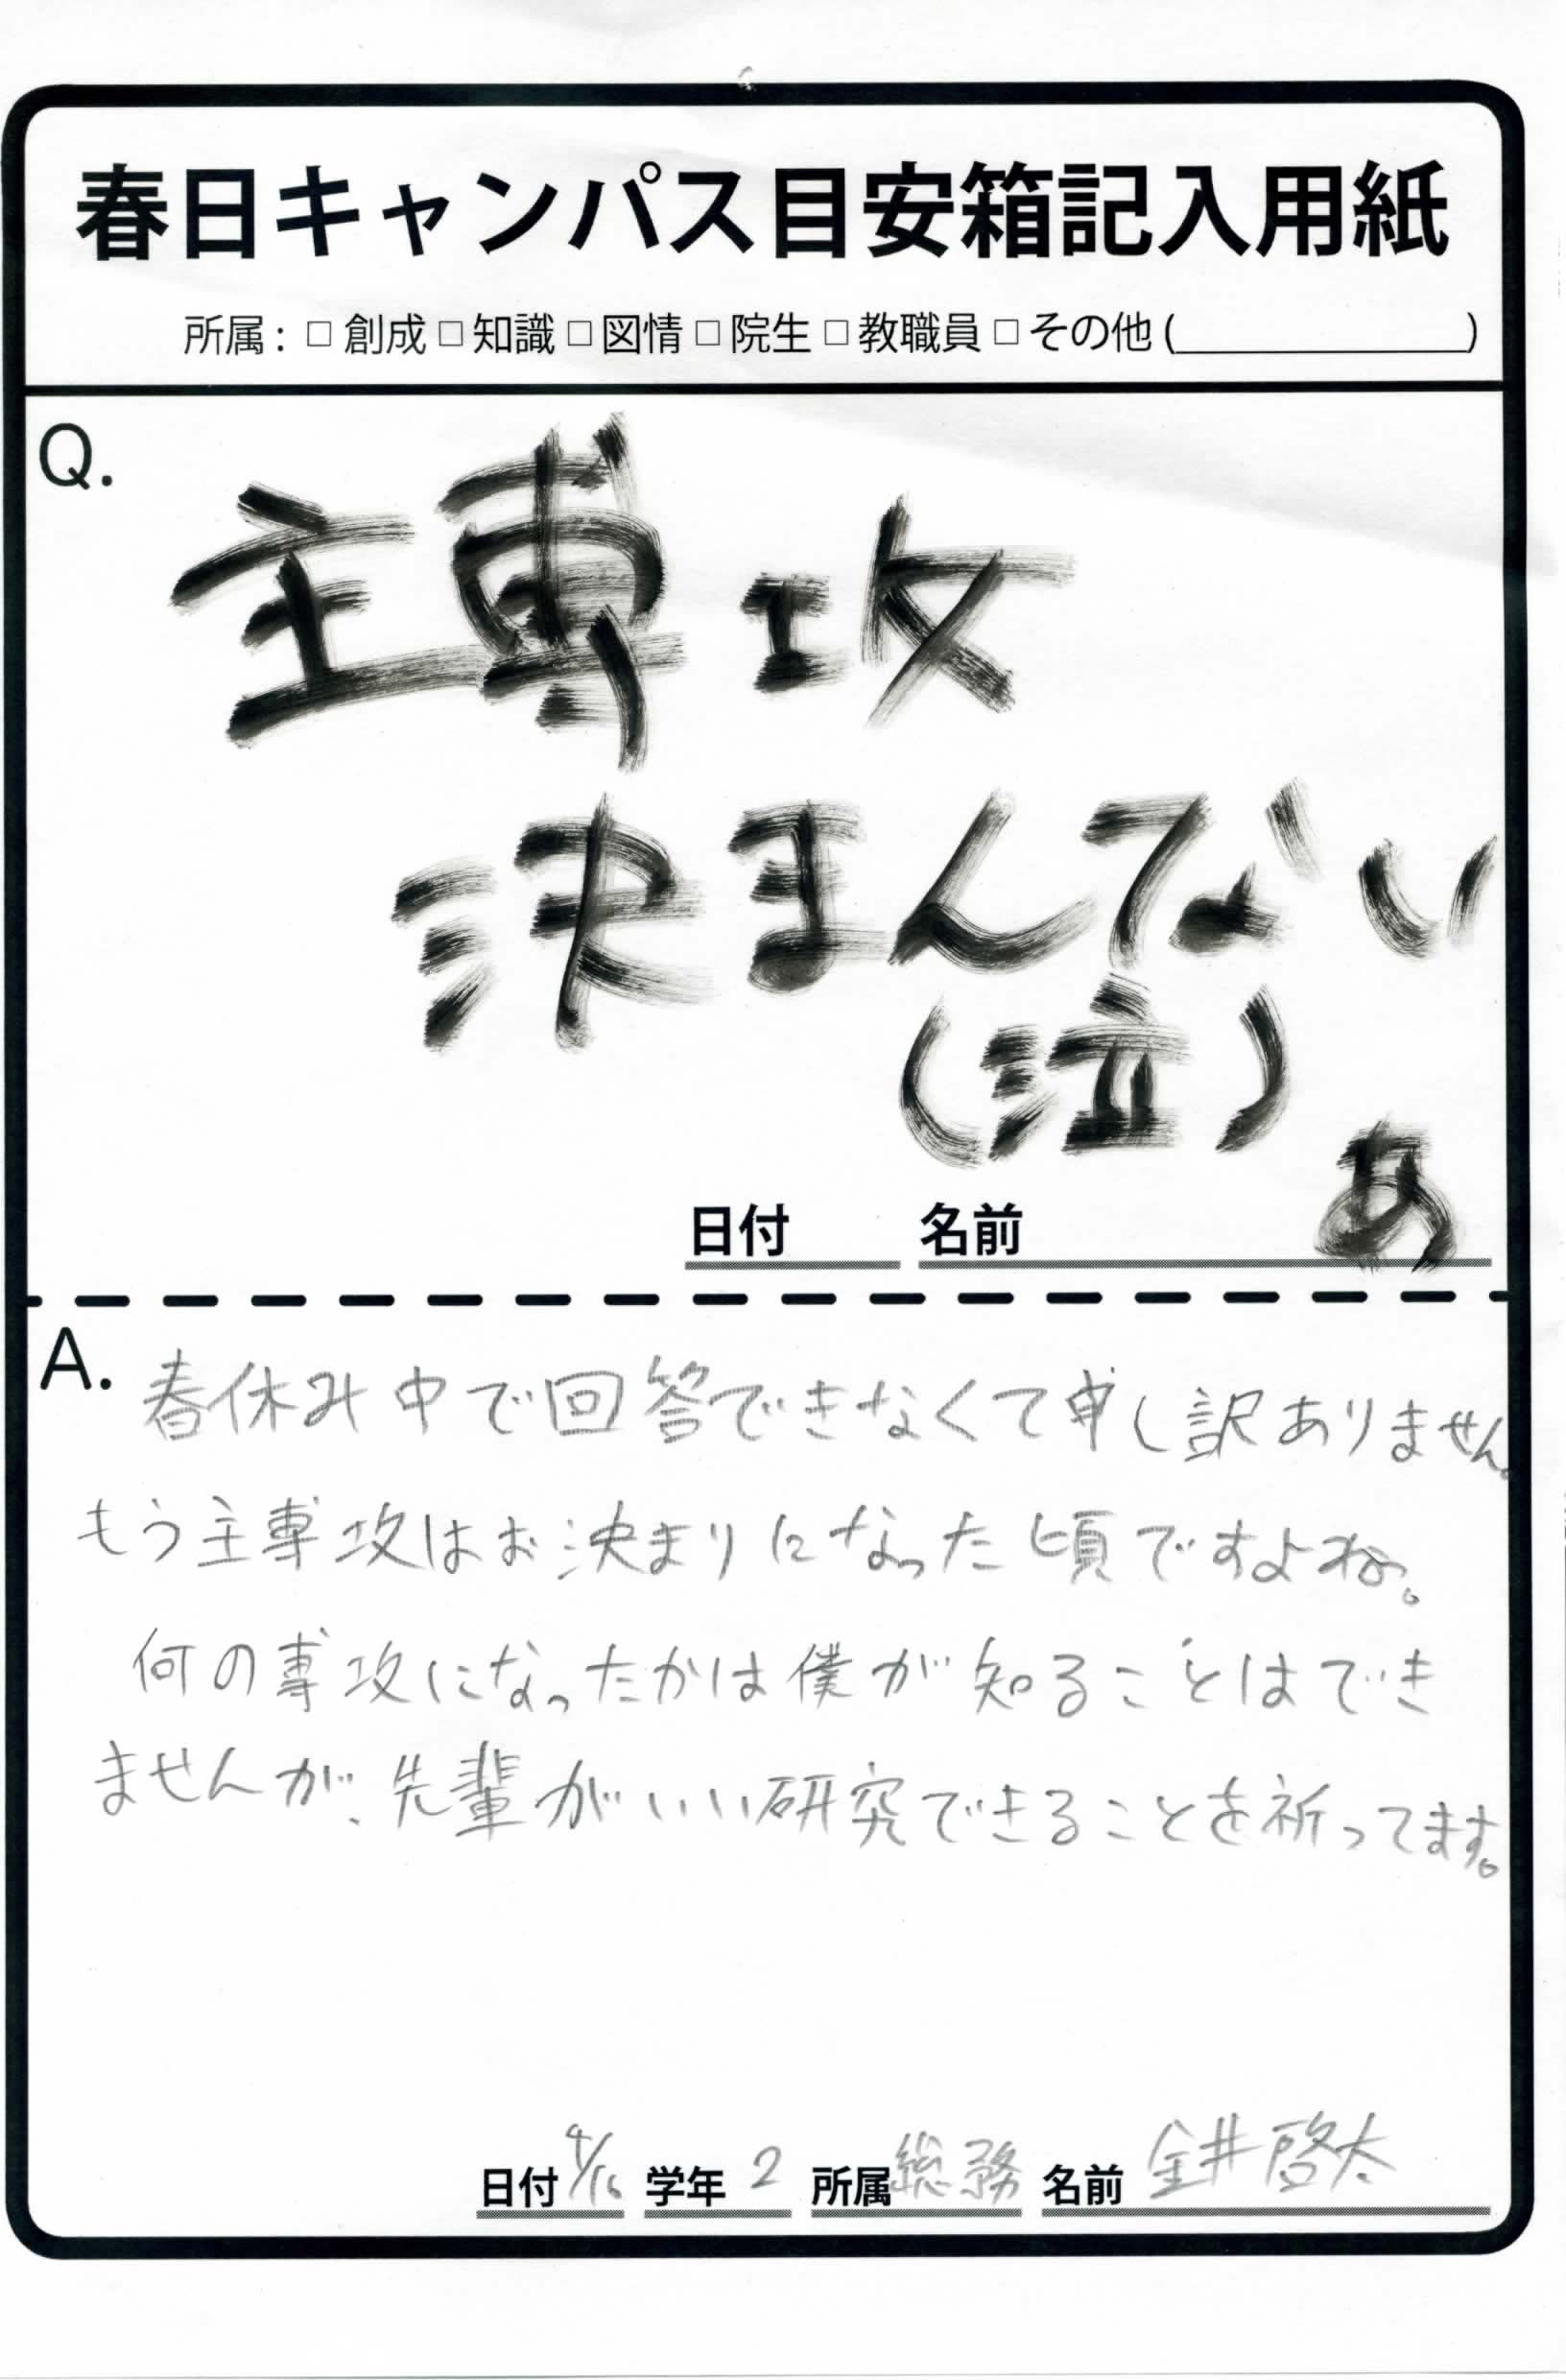 春日キャンパス目安箱記入用紙
所属：□ 創成 □ 知識 □ 図情 □ 院生 □ 教職員 □ その他 (　　　　)
Q.
主専攻
決まんてない
(泣)
日付　　名前　あ
A. 春休み中で回答できなくて申し訳ありません。
もう主専攻はお決まりになった頃ですよね。
何の専攻になったかは僕が知ることはでき
ませんが、先輩がいい研究できることを祈ってます。
日付 4/16 学年 2 所属 総務 名前 金井啓太